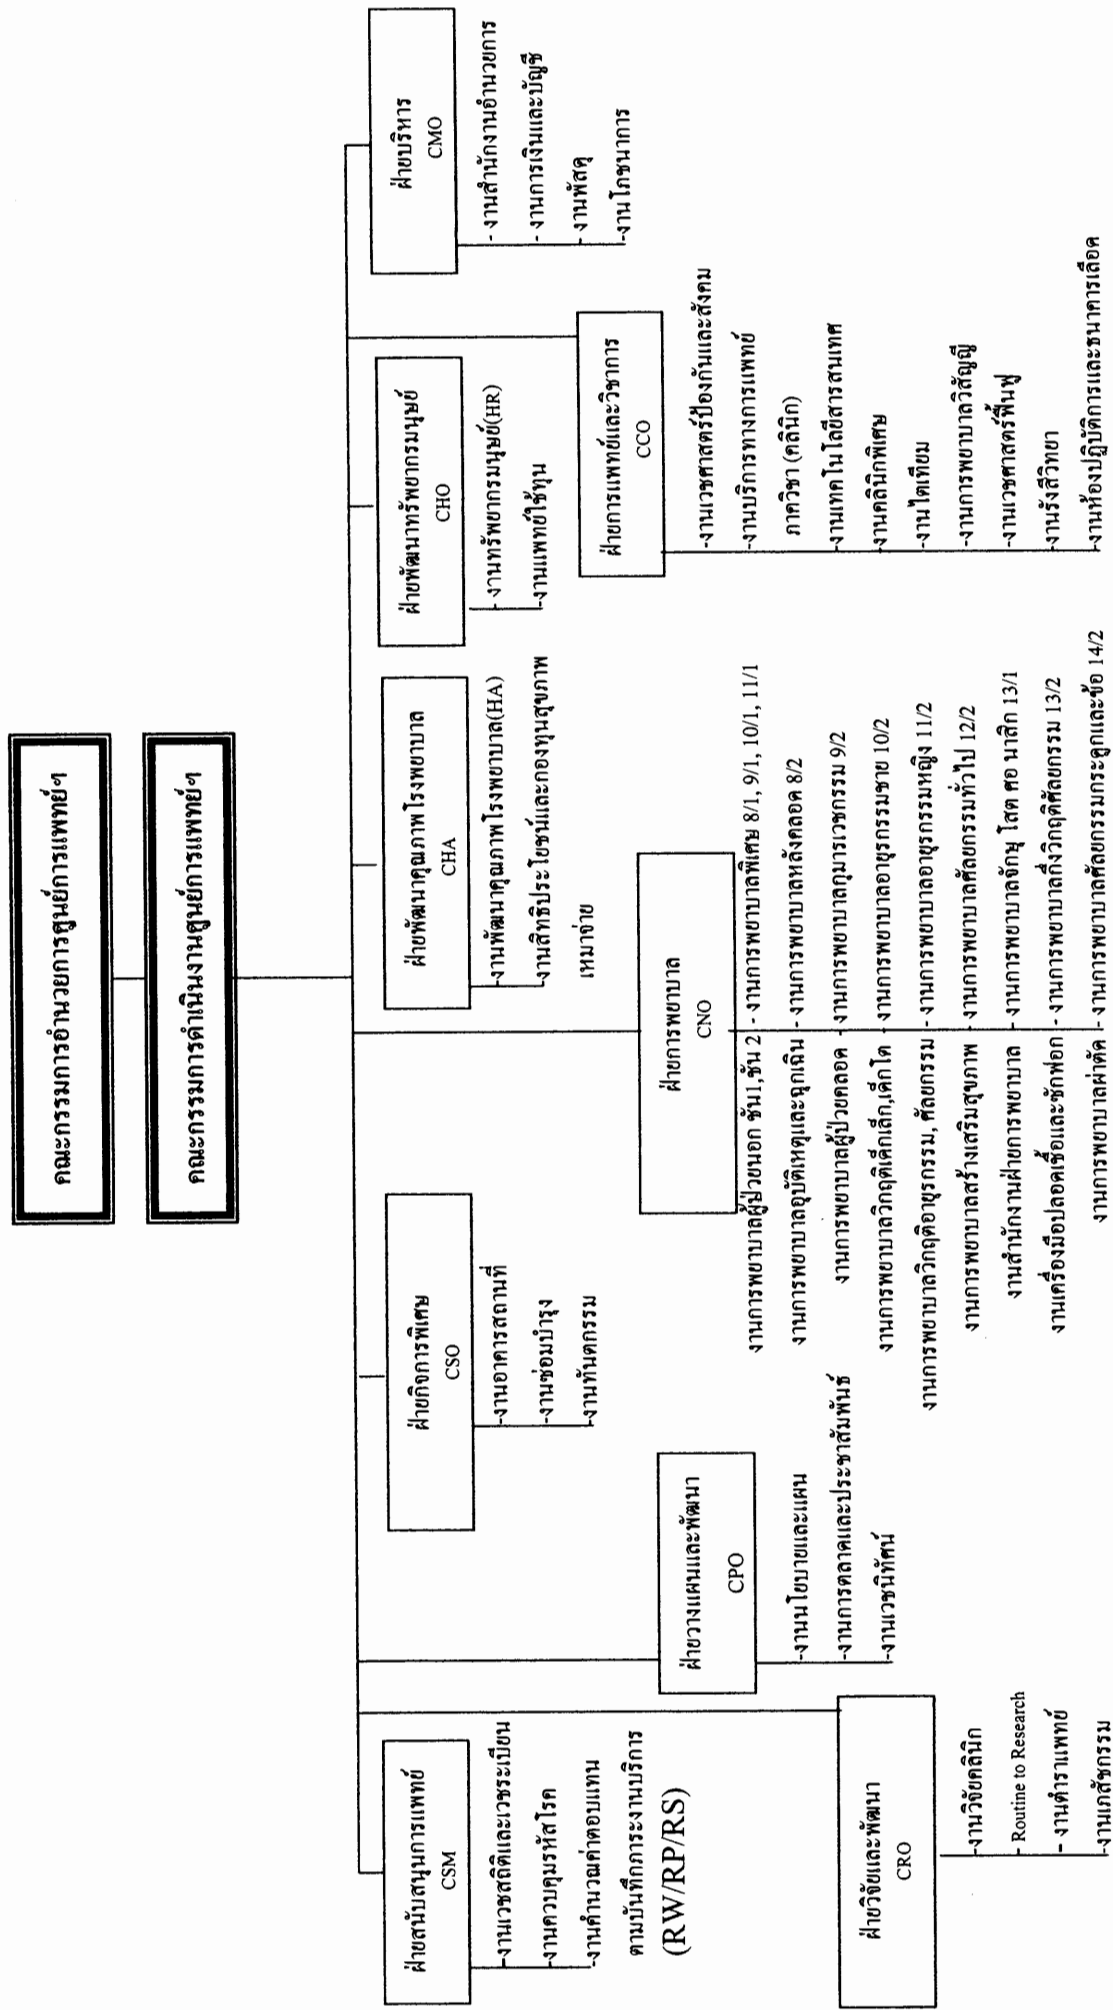 คณะกรรมการอำนวยการศูนย์การแพทย์ฯ
คณะกรรมการดำเนินงานศูนย์การแพทย์ฯ
ฝ่ายสนับสนุนการแพทย์
CSM
-งานเวชสถิติและเวชระเบียน
-งานควบคุมรหัสโรค
-งานคำนวณค่าตอบแทน
ตามบันทึกภาระงานบริการ
(RW/RP/RS)
ฝ่ายวิจัยและพัฒนา
CRO
-งานวิจัยคลินิก
- Routine to Research
- งานตำราแพทย์
-งานเภสัชกรรม
ฝ่ายวางแผนและพัฒนา
CPO
-งานนโยบายและแผน
-งานการตลาดและประชาสัมพันธ์
-งานเวชนิทัศน์
ฝ่ายกิจการพิเศษ
CSO
-งานอาคารสถานที่
-งานซ่อมบำรุง
-งานทันตกรรม
ฝ่ายการพยาบาล
CNO
งานการพยาบาลผู้ป่วยนอก ชั้น1,ชั้น 2 - งานการพยาบาลพิเศษ 8/1, 9/1, 10/1, 11/1
งานการพยาบาลอุบัติเหตุและฉุกเฉิน - งานการพยาบาลหลังคลอด 8/2
งานการพยาบาลผู้ป่วยคลอด - งานการพยาบาลกุมารเวชกรรม 9/2
งานการพยาบาลวิกฤติเด็กเล็ก,เด็กโต - งานการพยาบาลอายุรกรรมชาย 10/2
งานการพยาบาลวิกฤติอายุรกรรม, ศัลยกรรม - งานการพยาบาลอายุรกรรมหญิง 11/2
งานการพยาบาลสร้างเสริมสุขภาพ - งานการพยาบาลศัลยกรรมทั่วไป 12/2
งานสำนักงานฝ่ายการพยาบาล - งานการพยาบาลจักษุ โสต ศอ นาสิก 13/1
งานเครื่องมือปลอดเชื้อและซักฟอก - งานการพยาบาลกึ่งวิกฤติศัลยกรรม 13/2
งานการพยาบาลผ่าตัด - งานการพยาบาลศัลยกรรมกระดูกและข้อ 14/2
ฝ่ายพัฒนาคุณภาพโรงพยาบาล
CHA
-งานพัฒนาคุณภาพโรงพยาบาล(HA)
-งานสิทธิประโยชน์และกองทุนสุขภาพ
เหมาจ่าย
ฝ่ายพัฒนาทรัพยากรมนุษย์
CHO
- งานทรัพยากรมนุษย์(HR)
-งานแพทย์ใช้ทุน
ฝ่ายการแพทย์และวิชาการ
CCO
-งานเวชศาสตร์ป้องกันและสังคม
-งานบริการทางการแพทย์
ภาควิชา (คลินิก)
-งานเทคโนโลยีสารสนเทศ
-งานคลินิกพิเศษ
-งานไตเทียม
-งานการพยาบาลวิสัญญี
-งานเวชศาสตร์ฟื้นฟู
-งานรังสีวิทยา
-งานห้องปฏิบัติการและธนาคารเลือด
ฝ่ายบริหาร
CMO
- งานสำนักงานอำนวยการ
- งานการเงินและบัญชี
- งานพัสดุ
-งานโภชนาการ